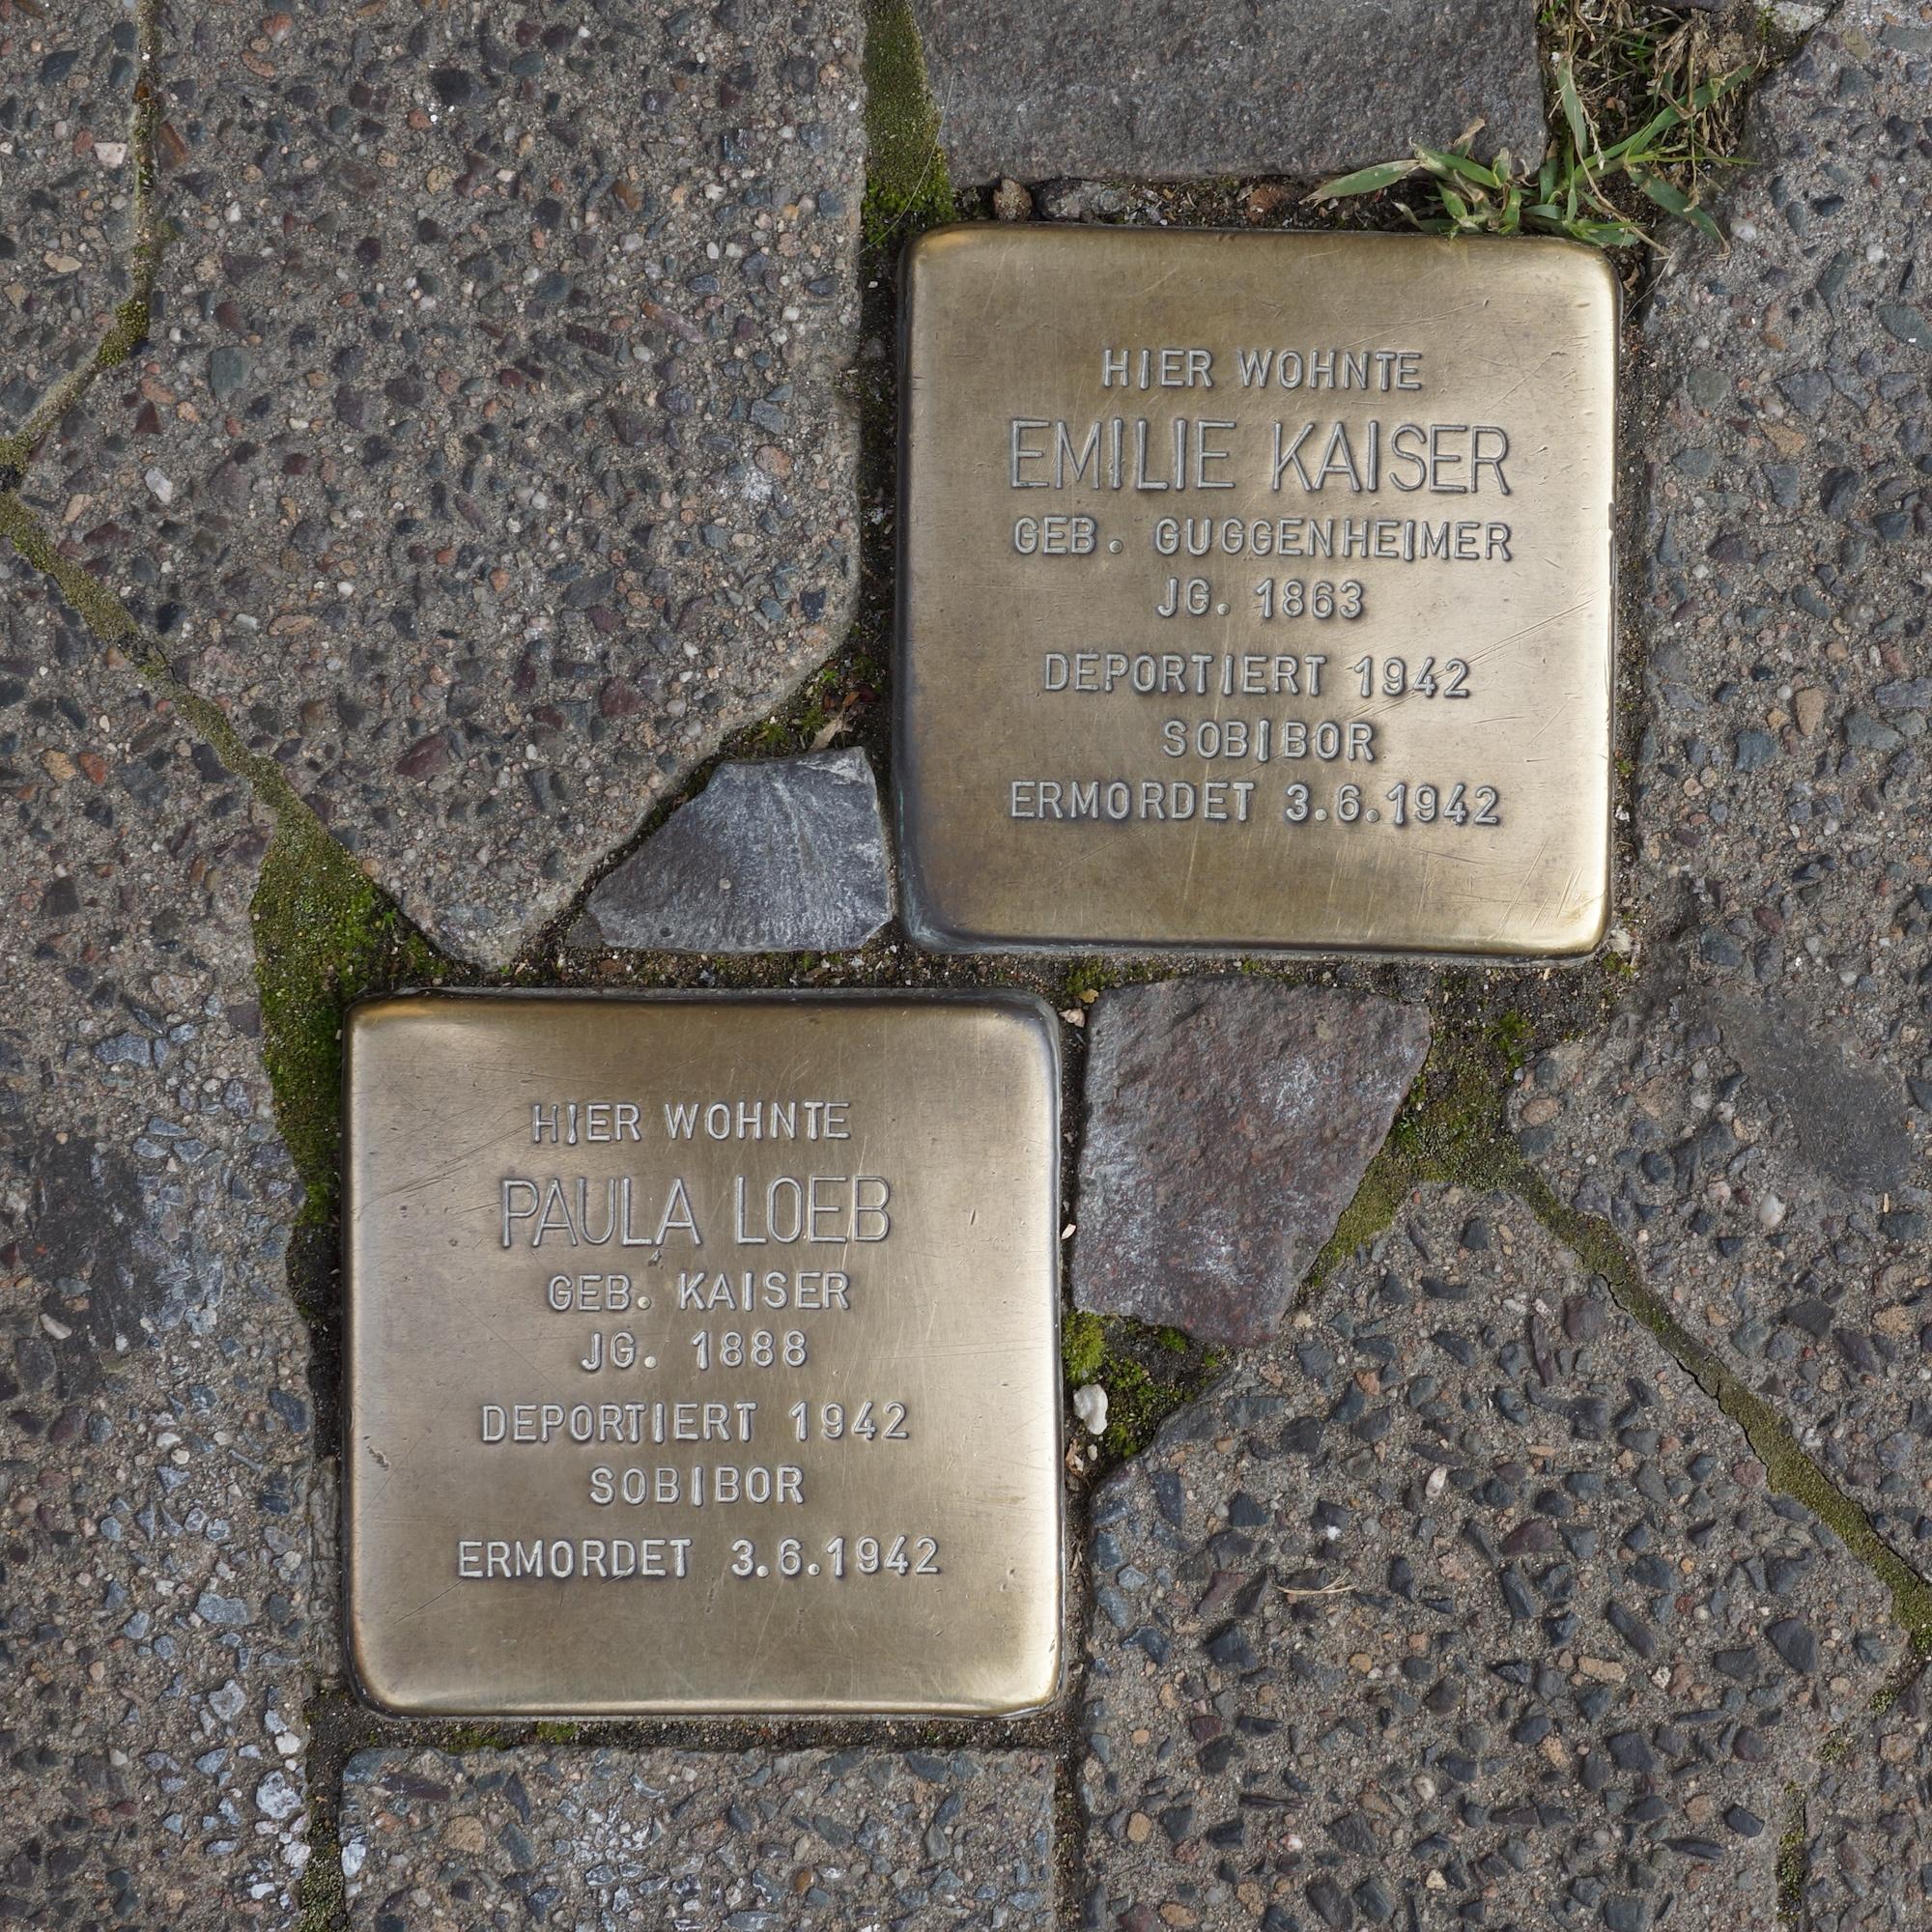 HIER WOHNTE
EMILIE KAISER
GEB. GUGGENHEIMER
JG. 1863
DEPORTIERT 1942
SOBIBOR
ERMORDET 3.6.1942
HIER WOHNTE
PAULA LOEB
GEB. KAISER
JG. 1888
DEPORTIERT 1942
SOBIBOR
ERMORDET 3.6.1942